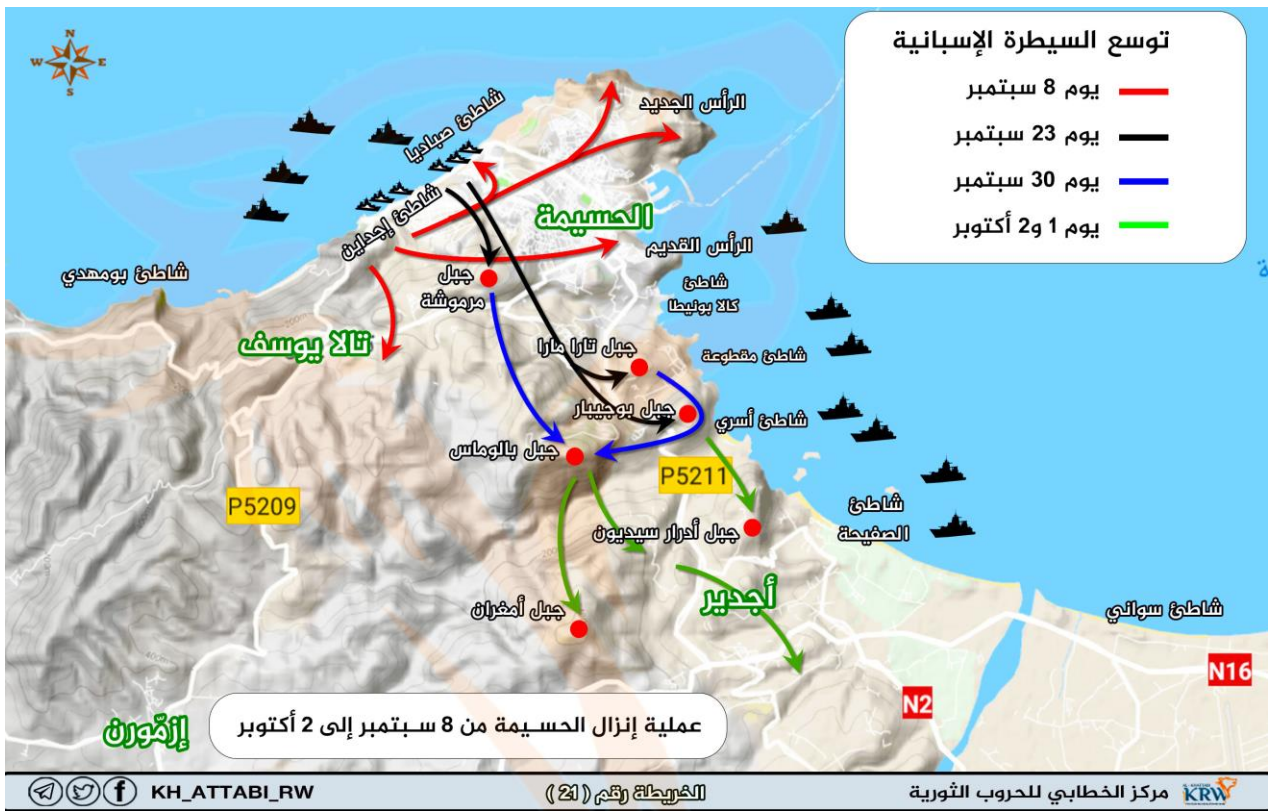 توسع السيطرة الإسبانية
يوم 8 سبتمبر
يوم 23 سبتمبر
يوم 30 سبتمبر
يوم 1 و2 أكتوبر
N
W
E
S
الرأس الجديد
شاطئ صباديا
شاطئ إجداين
الحسيمة
الرأس القديم
شاطئ بومهدي
جبل
مرموشة
شاطئ
كالا بونيطا
تالا يوسف
جبل تارا مارا
شاطئ مقطوعة
جبل بوجيبار
شاطئ أسري
جبل بالوماس
P5211
P5209
شاطئ
الصفيحة
جبل أدرار سيديون
أجدير
جبل أمغران
شاطئ سواني
N16
N2
إزمّورن
عملية إنزال الحسيمة من 8 سبتمبر إلى 2 أكتوبر
KH_ATTABI_RW
الخريطة رقم ( 21 )
KRW
مركز الخطابي للحروب الثورية